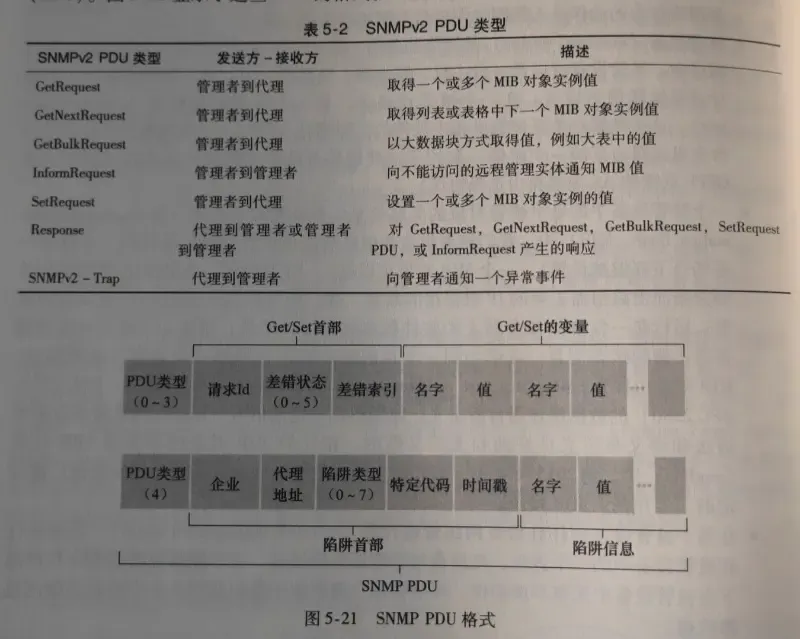 表 5-2 SNMPv2 PDU 类型
SNMPv2 PDU 类型 发送方-接收方 描述
GetRequest 管理者到代理 取得一个或多个 MIB 对象实例值
GetNextRequest 管理者到代理 取得列表或表格中下一个 MIB 对象实例值
GetBulkRequest 管理者到代理 以大数据块方式取得值，例如大表中的值
InformRequest 管理者到管理者 向不能访问的远程管理实体通知 MIB 值
SetRequest 管理者到代理 设置一个或多个 MIB 对象实例的值
Response 代理到管理者或管理者 对 GetRequest，GetNextRequest，GetBulkRequest，SetRequest
到管理者 PDU，或 InformRequest 产生的响应
SNMPv2-Trap 代理到管理者 向管理者通知一个异常事件
Get/Set首部 Get/Set的变量
PDU类型 差错状态
请求Id 差错索引 名字 值 名字 值 ···
(0~3) (0~5)
PDU类型 代理 陷阱类型
企业 特定代码 时间戳 名字 值 ···
(4) 地址 (0~7)
陷阱首部 陷阱信息
SNMP PDU
图 5-21 SNMP PDU 格式